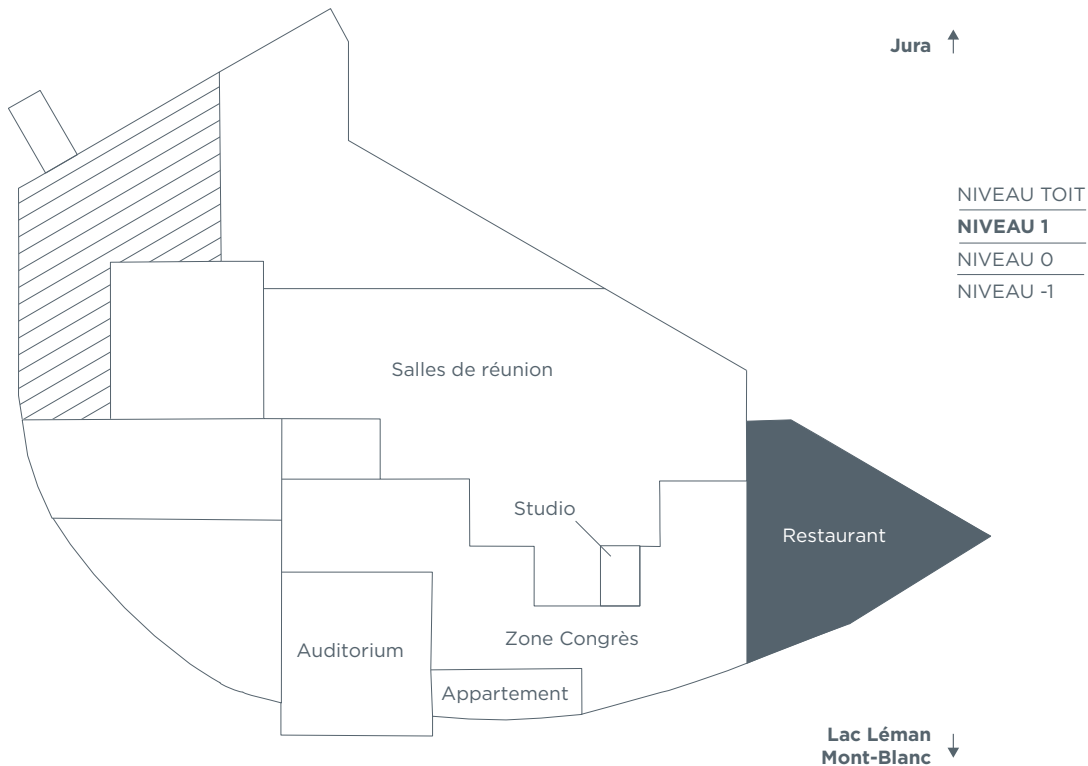 Jura
NIVEAU TOIT
NIVEAU 1
NIVEAU 0
NIVEAU -1
Salles de réunion
Studio
Restaurant
Zone Congrès
Auditorium
Appartement
Lac Léman
Mont-Blanc